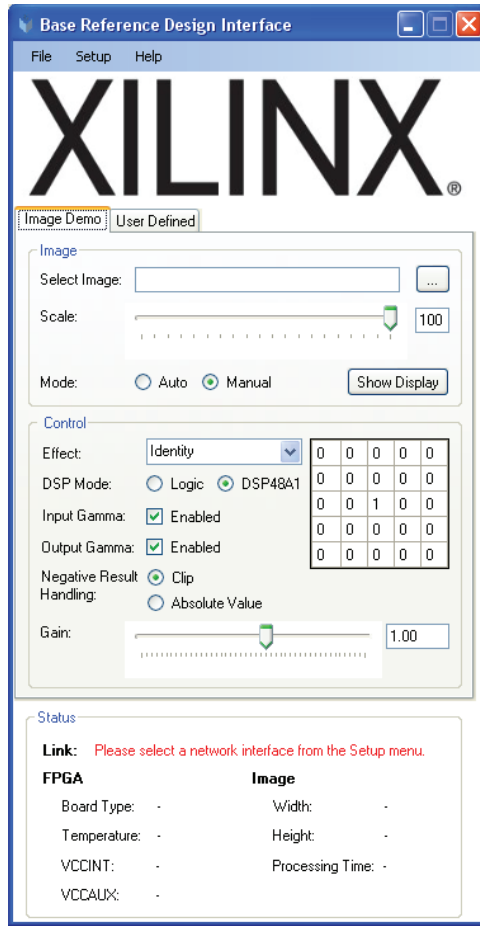 Base Reference Design Interface
File Setup Help
XILINX®
Image Demo User Defined
Image
Select Image: ...
Scale: 100
Mode: Auto Manual Show Display
Control
Effect: Identity
DSP Mode: Logic DSP48A1
Input Gamma: Enabled
Output Gamma: Enabled
0 0 0 0 0
0 0 0 0 0
0 0 1 0 0
0 0 0 0 0
0 0 0 0 0
Negative Result Handling: Clip
Absolute Value
Gain: 1.00
Status
Link: Please select a network interface from the Setup menu.
FPGA Image
Board Type: - Width: -
Temperature: - Height: -
VCCINT: - Processing Time: -
VCCAUX: -